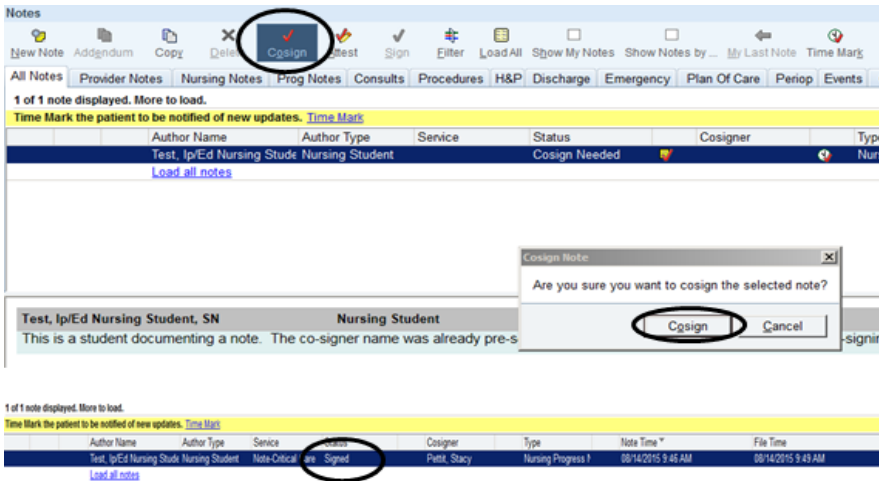 Notes
New Note Addendum Copy Delete Cosign Attest Sign Filter Load All Show My Notes Show Notes by ... My Last Note Time Mark
All Notes Provider Notes Nursing Notes Prog Notes Consults Procedures H&P Discharge Emergency Plan Of Care Periop Events
1 of 1 note displayed. More to load.
Time Mark the patient to be notified of new updates. Time Mark
Author Name Author Type Service Status Cosigner Type
Test, Ip/Ed Nursing Stude Nursing Student Cosign Needed Nur
Load all notes
Cosign Note
Are you sure you want to cosign the selected note?
Cosign Cancel
Test, Ip/Ed Nursing Student, SN Nursing Student
This is a student documenting a note. The co-signer name was already pre-s -signin
1 of 1 note displayed. More to load.
Time Mark the patient to be notified of new updates. Time Mark
Author Name Author Type Service Status Cosigner Type Note Time File Time
Test, Ip/Ed Nursing Stude Nursing Student Note-Critical Care Signed Pettit, Stacy Nursing Progress N 08/14/2015 9:46 AM 08/14/2015 9:49 AM
Load all notes